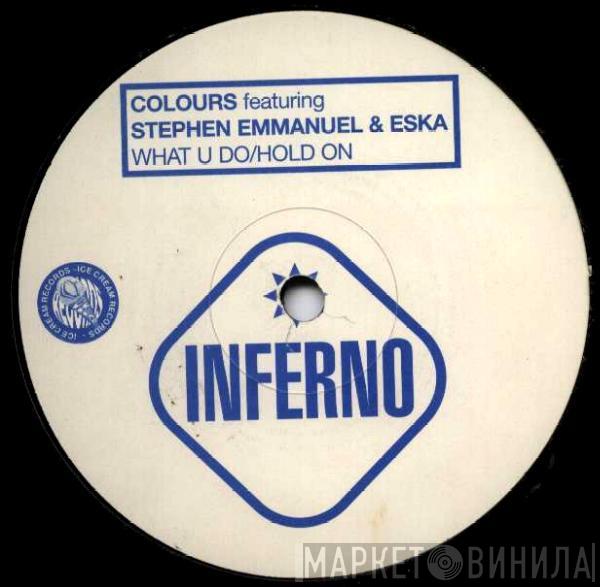 COLOURS featuring
STEPHEN EMMANUEL & ESKA
WHAT U DO/HOLD ON
ICE CREAM RECORDS - ICE CREAM RECORDS -
INFERNO
МАРКЕТ ВИНИЛА